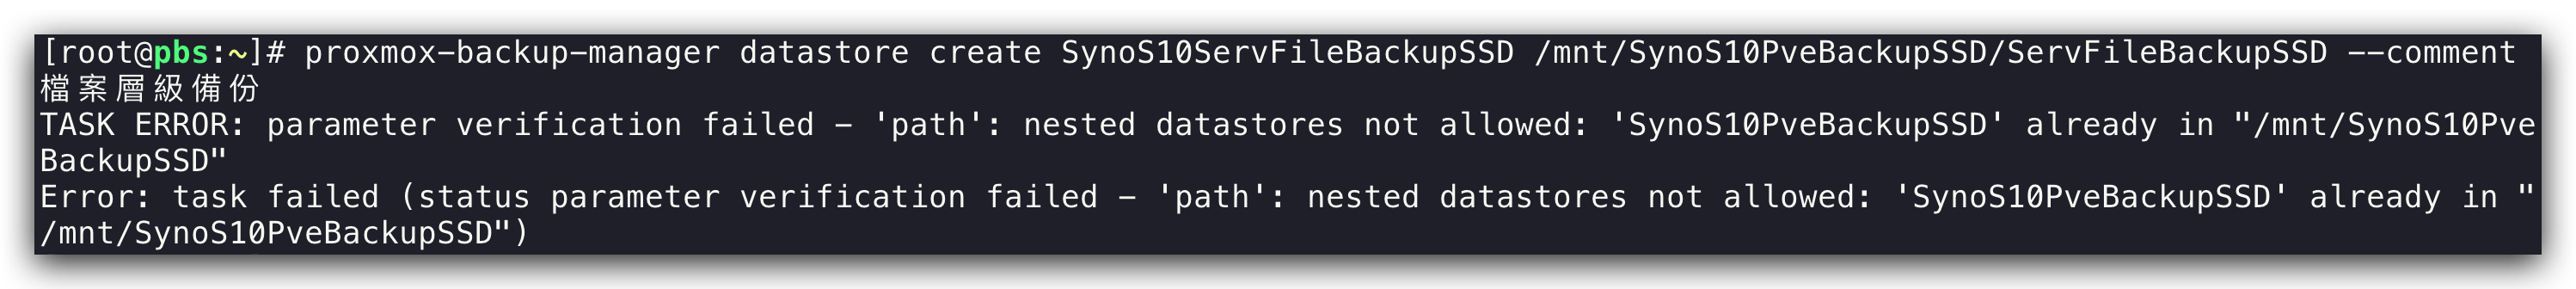 [root@pbs:~]# proxmox-backup-manager datastore create SynoS10ServFileBackupSSD /mnt/SynoS10PveBackupSSD/ServFileBackupSSD --comment
檔案層級備份
TASK ERROR: parameter verification failed - 'path': nested datastores not allowed: 'SynoS10PveBackupSSD' already in "/mnt/SynoS10Pve
BackupSSD"
Error: task failed (status parameter verification failed - 'path': nested datastores not allowed: 'SynoS10PveBackupSSD' already in "
/mnt/SynoS10PveBackupSSD")